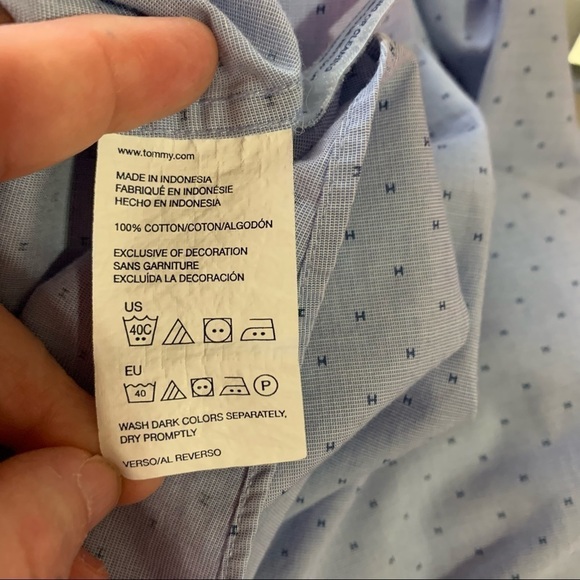 www.tommy.com
MADE IN INDONESIA
FABRIQUÉ EN INDONÉSIE
HECHO EN INDONESIA
100% COTTON/COTON/ALGODÓN
EXCLUSIVE OF DECORATION
SANS GARNITURE
EXCLUÍDA LA DECORACIÓN
US
40C
EU
40 P
WASH DARK COLORS SEPARATELY,
DRY PROMPTLY
VERSO/AL REVERSO